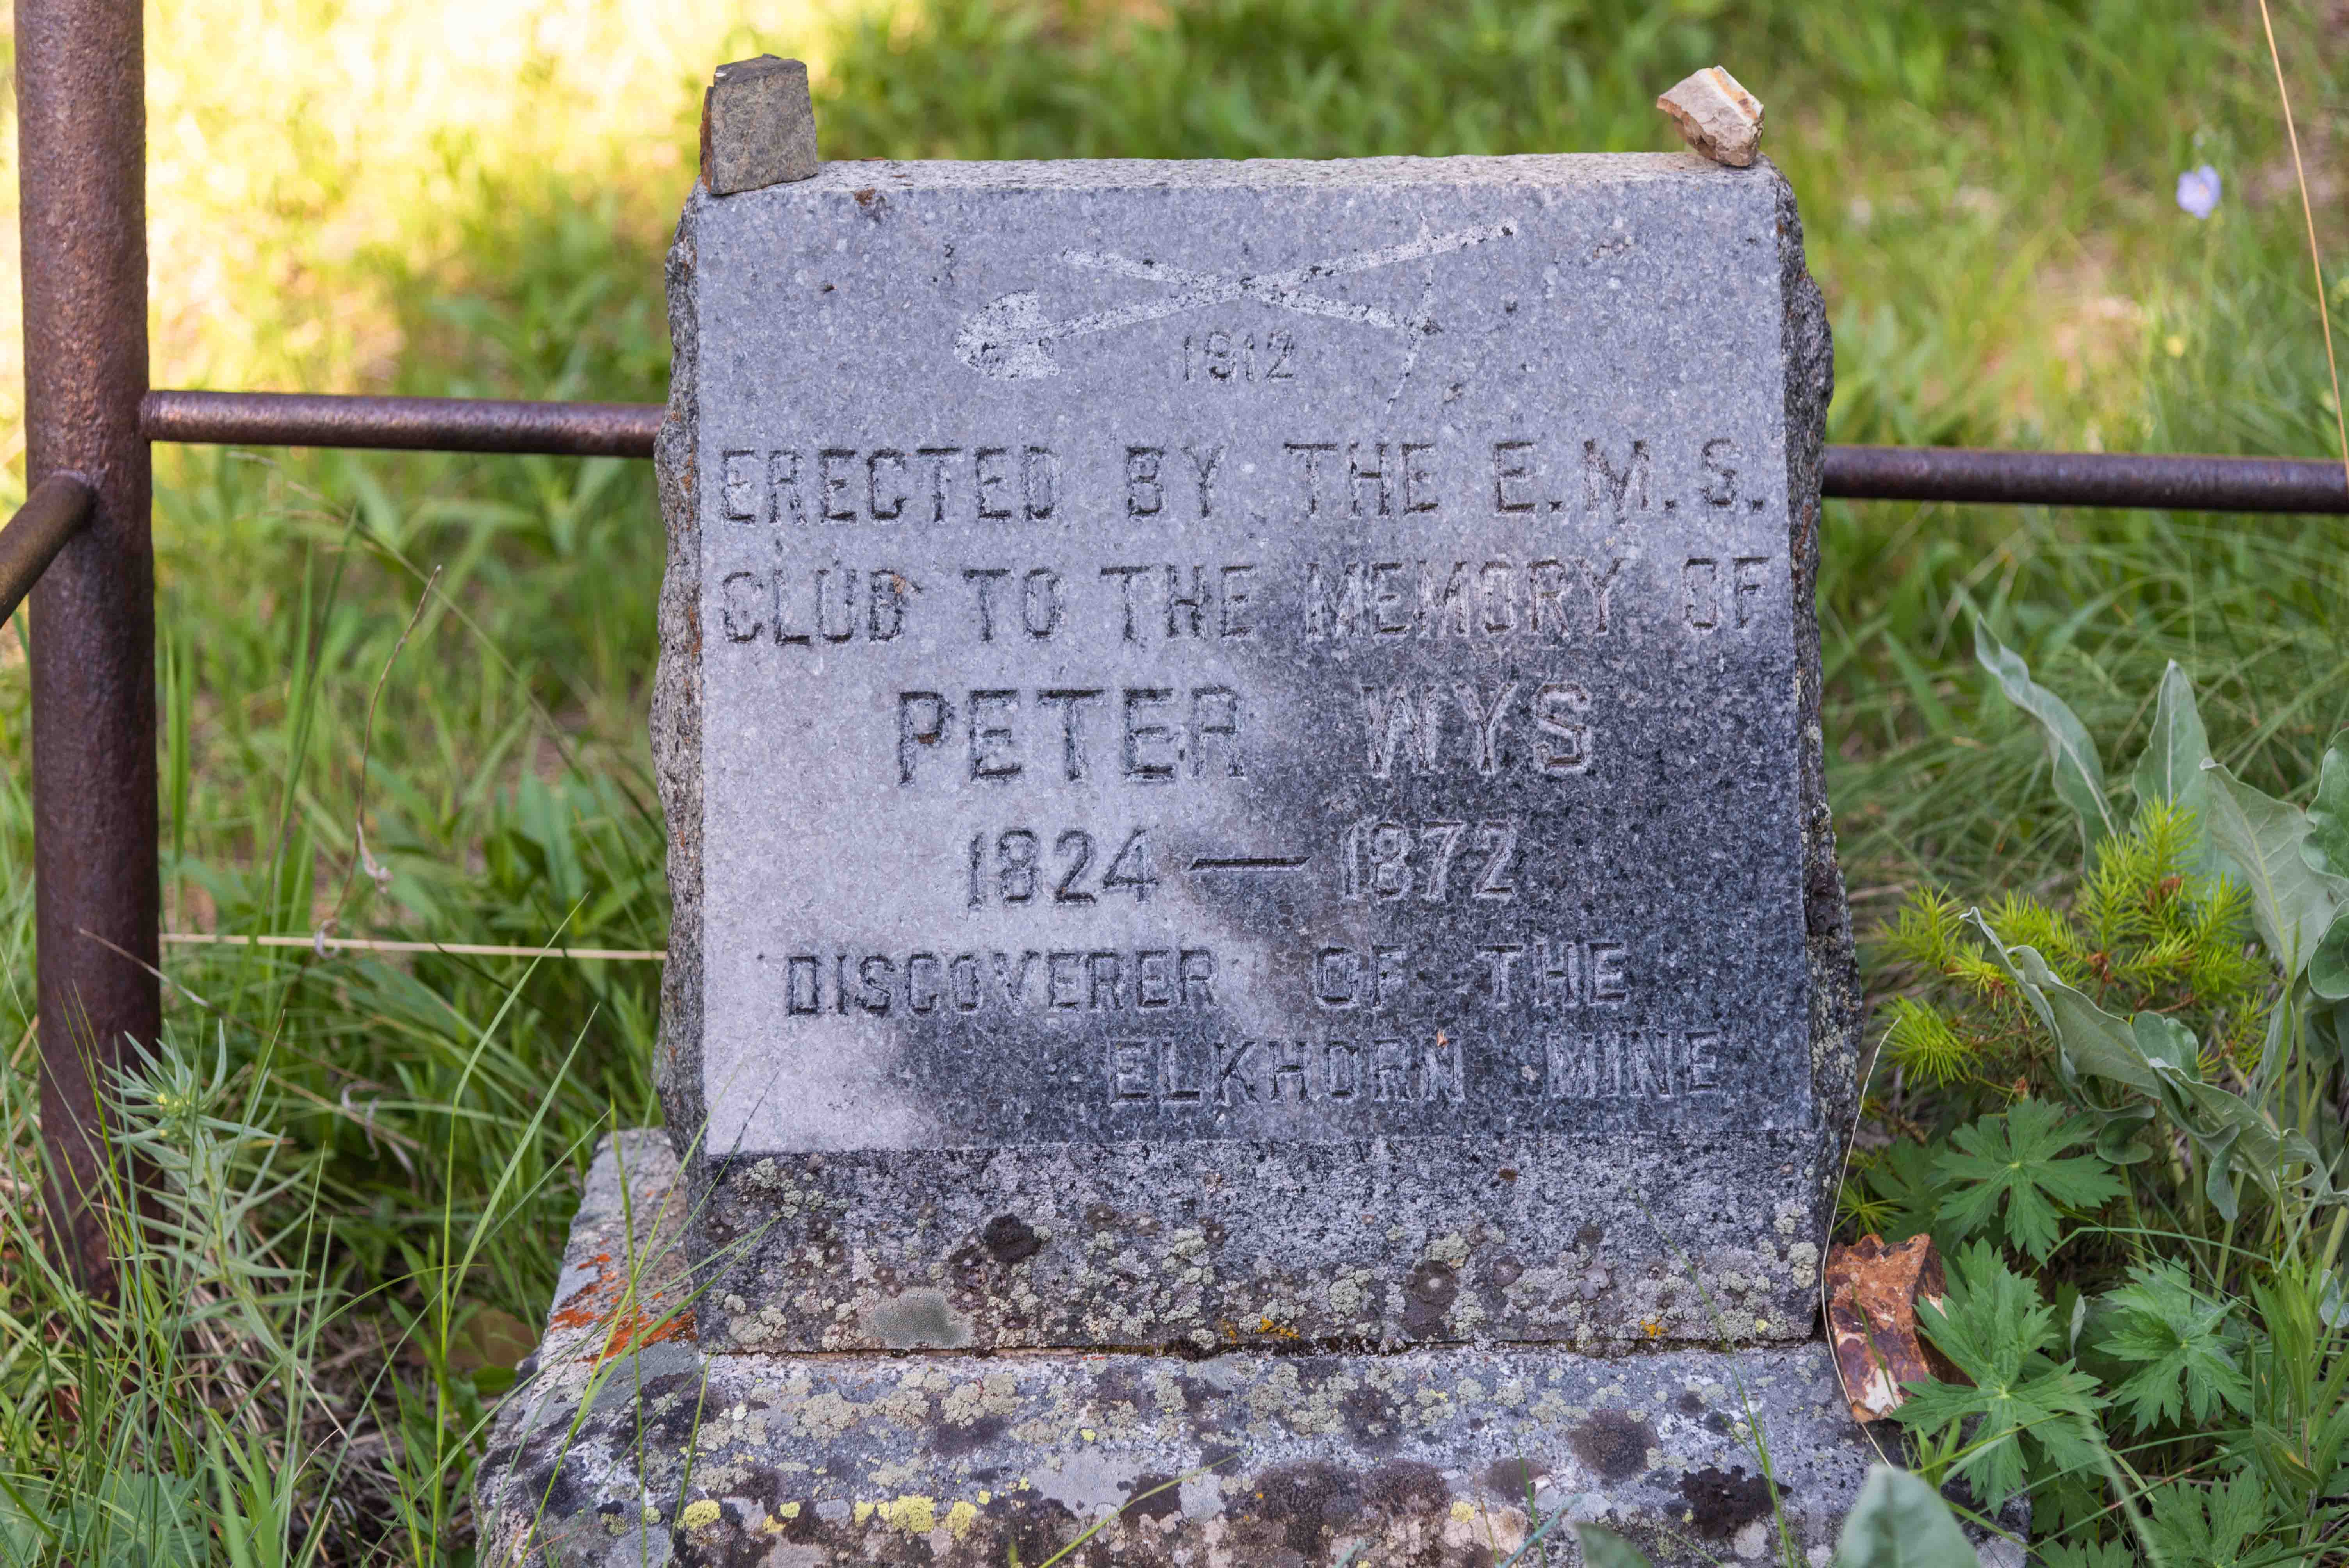 1912
ERECTED BY THE E.M.S.
CLUB TO THE MEMORY OF
PETER WYS
1824 — 1872
DISCOVERER OF THE
ELKHORN MINE